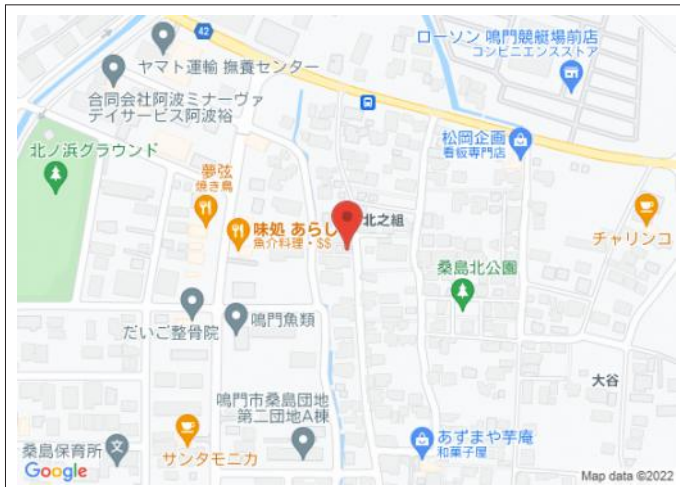 42
ローソン 鳴門競艇場前店
コンビニエンスストア
ヤマト運輸 撫養センター
合同会社阿波ミナーヴァ
デイサービス阿波裕
松岡企画
看板専門店
北ノ浜グラウンド
夢弦
焼き鳥
味処 あらし
魚介料理・$$
北之組
チャリンコ
桑島北公園
だいご整骨院
鳴門魚類
大谷
鳴門市桑島団地
第二団地A棟
桑島保育所
文
サンタモニカ
あずまや芋庵
和菓子屋
Google
Map data ©2022